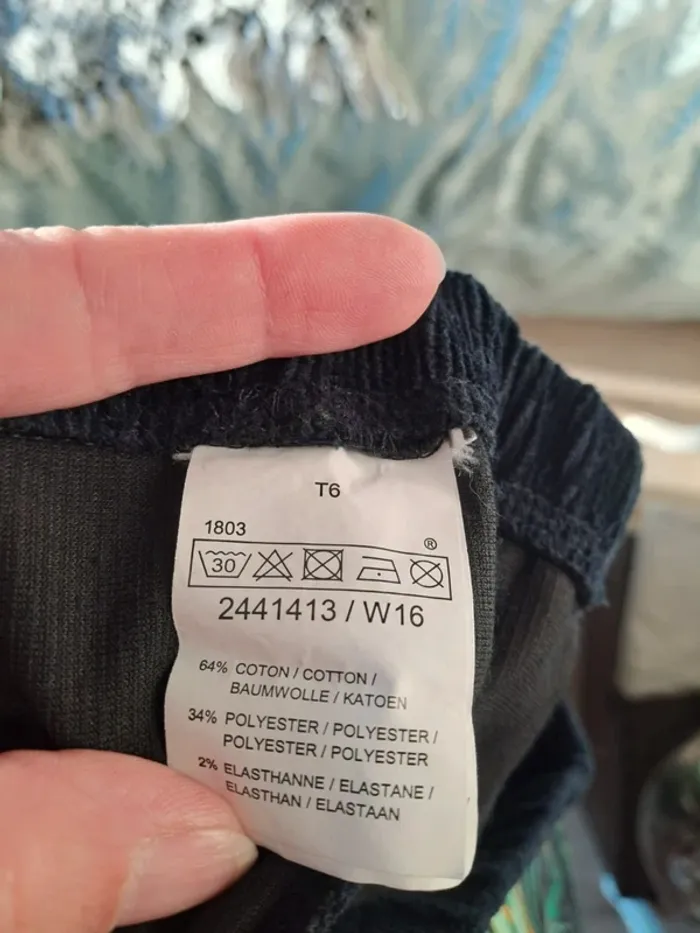 T6
1803
®
30
2441413 / W16
64% COTON / COTTON /
BAUMWOLLE / KATOEN
34% POLYESTER / POLYESTER /
POLYESTER / POLYESTER
2% ELASTHANNE / ELASTANE /
ELASTHAN / ELASTAAN